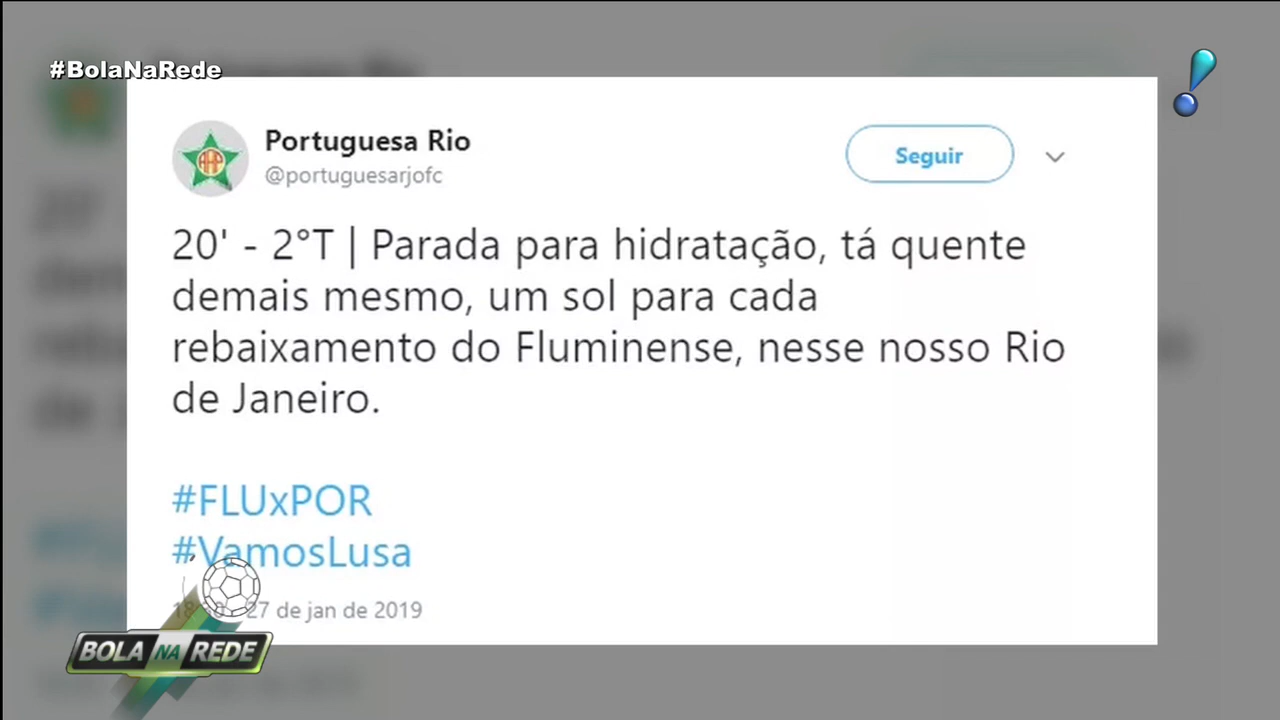 #BolaNaRede
Portuguesa Rio
@portuguesarjofc
Seguir
20' - 2°T | Parada para hidratação, tá quente
demais mesmo, um sol para cada
rebaixamento do Fluminense, nesse nosso Rio
de Janeiro.
#FLUxPOR
#VamosLusa
27 de jan de 2019
BOLA NA REDE